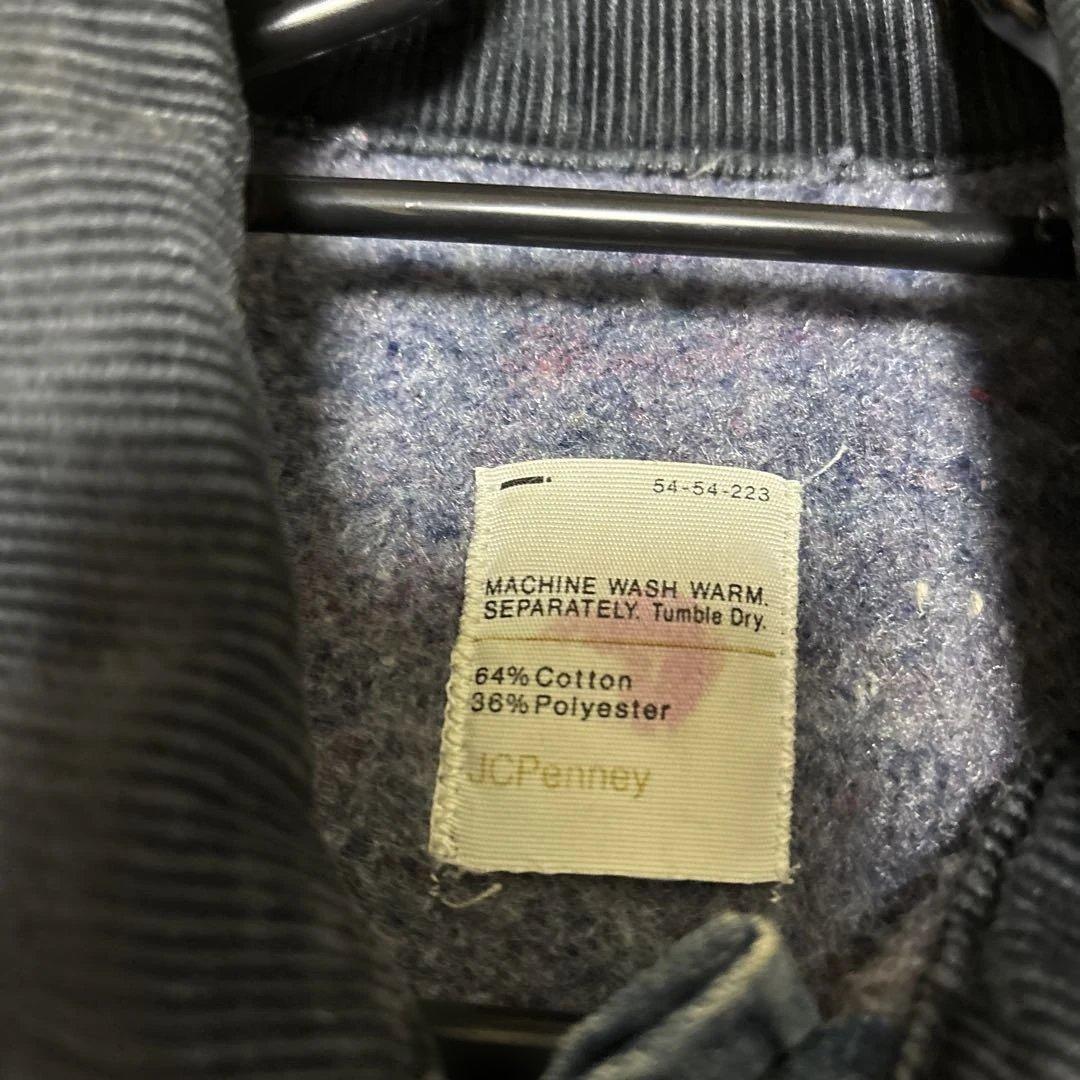 54-54-223
MACHINE WASH WARM.
SEPARATELY. Tumble Dry.
64% Cotton
36% Polyester
JCPenney